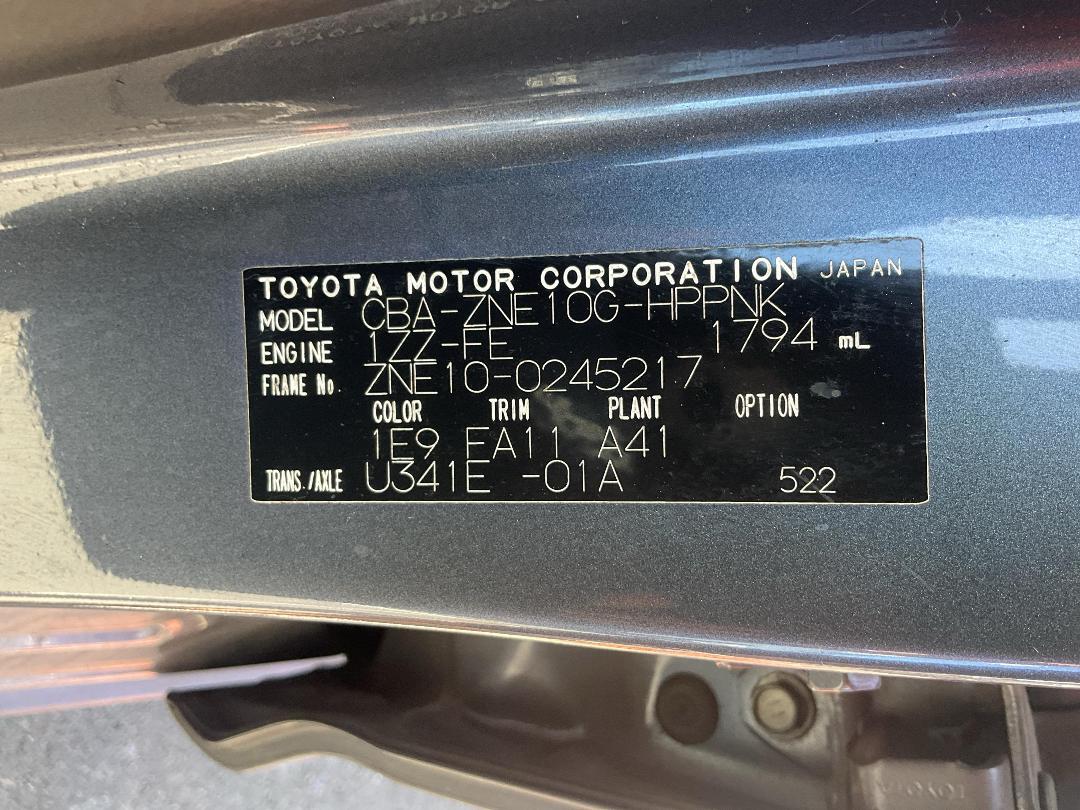 TOYOTA MOTOR CORPORATION JAPAN
MODEL CBA-ZNE10G-HPPNK
ENGINE 1ZZ-FE 1794 mL
FRAME No. ZNE10-0245217
COLOR TRIM PLANT OPTION
1E9 FA11 A41
TRANS./AXLE U341E -01A 522